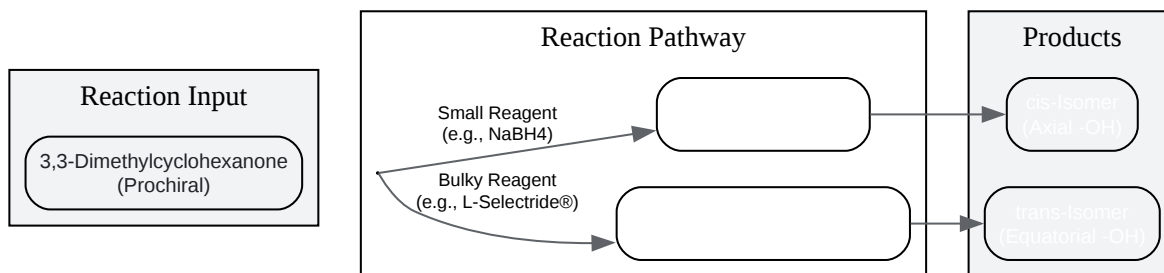 Reaction Input
3,3-Dimethylcyclohexanone
(Prochiral)
Reaction Pathway
Small Reagent
(e.g., NaBH4)
Bulky Reagent
(e.g., L-Selectride®)
Products
cis-Isomer
(Axial -OH)
trans-Isomer
(Equatorial -OH)